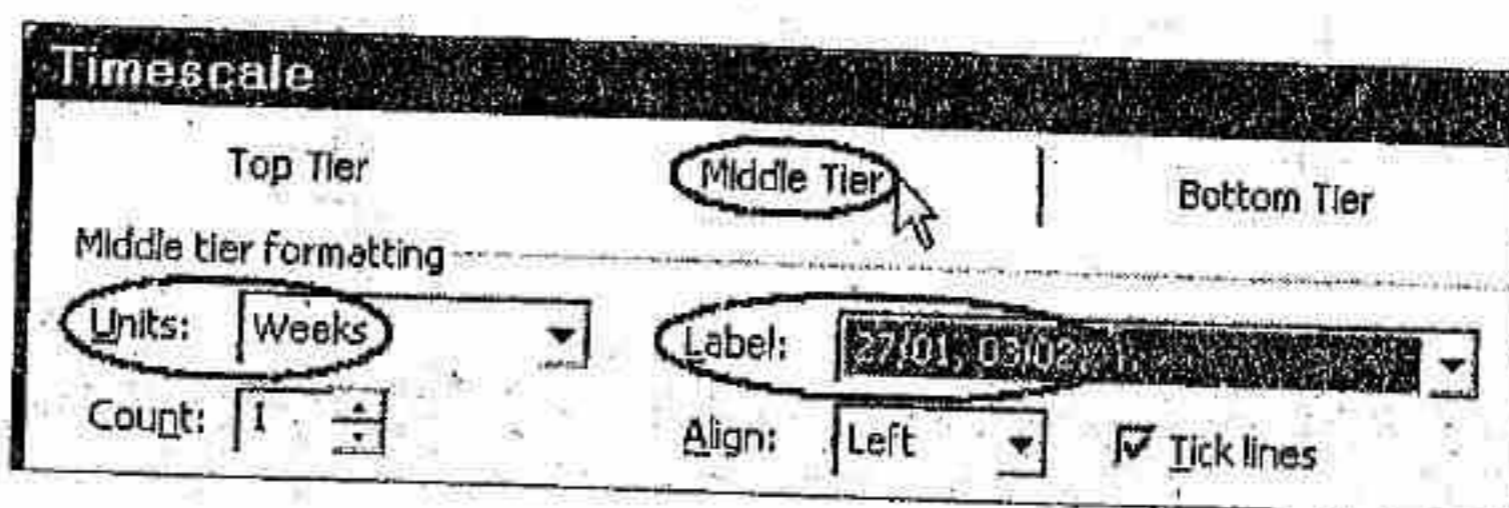 Timescale
Top Tier Middle Tier Bottom Tier
Middle tier formatting
Units: Weeks Label: 27/01, 03/02,
Count: 1 Align: Left Tick lines